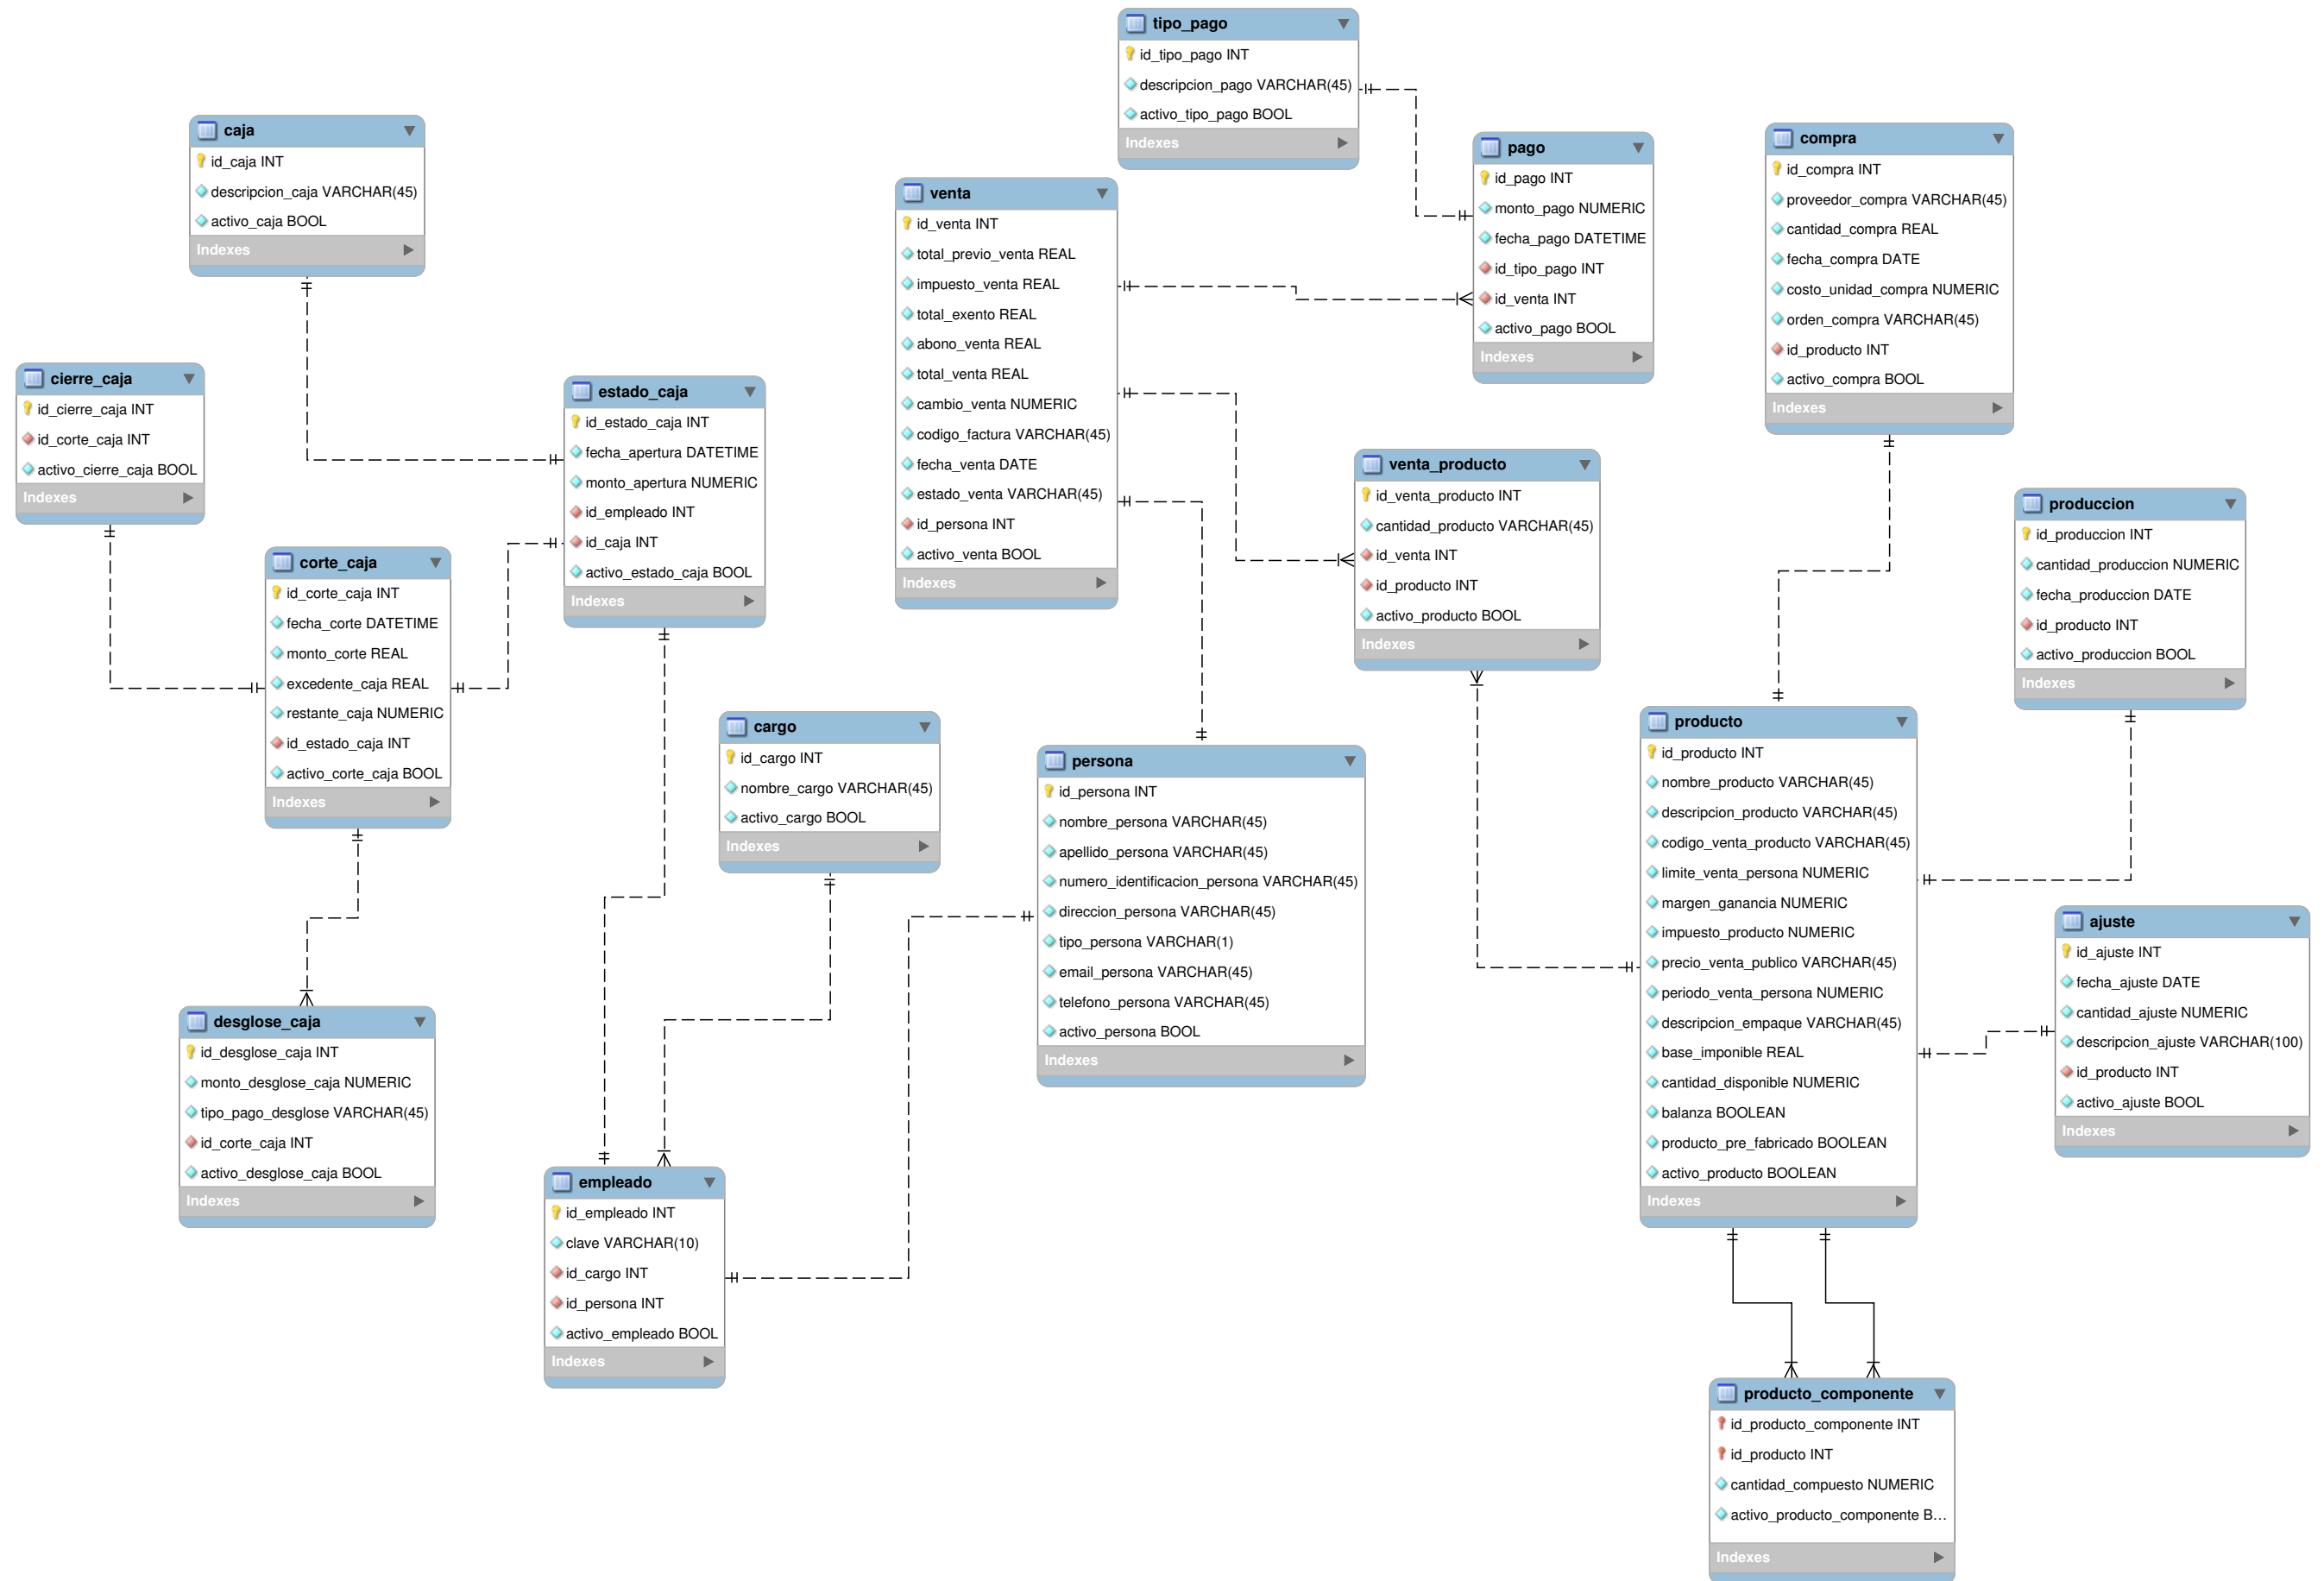 tipo_pago
id_tipo_pago INT
descripcion_pago VARCHAR(45)
activo_tipo_pago BOOL
Indexes
caja
id_caja INT
descripcion_caja VARCHAR(45)
activo_caja BOOL
Indexes
pago
id_pago INT
monto_pago NUMERIC
fecha_pago DATETIME
id_tipo_pago INT
id_venta INT
activo_pago BOOL
Indexes
compra
id_compra INT
proveedor_compra VARCHAR(45)
cantidad_compra REAL
fecha_compra DATE
costo_unidad_compra NUMERIC
orden_compra VARCHAR(45)
id_producto INT
activo_compra BOOL
Indexes
venta
id_venta INT
total_previo_venta REAL
impuesto_venta REAL
total_exento REAL
abono_venta REAL
total_venta REAL
cambio_venta NUMERIC
codigo_factura VARCHAR(45)
fecha_venta DATE
estado_venta VARCHAR(45)
id_persona INT
activo_venta BOOL
Indexes
cierre_caja
id_cierre_caja INT
id_corte_caja INT
activo_cierre_caja BOOL
Indexes
estado_caja
id_estado_caja INT
fecha_apertura DATETIME
monto_apertura NUMERIC
id_empleado INT
id_caja INT
activo_estado_caja BOOL
Indexes
venta_producto
id_venta_producto INT
cantidad_producto VARCHAR(45)
id_venta INT
id_producto INT
activo_producto BOOL
Indexes
produccion
id_produccion INT
cantidad_produccion NUMERIC
fecha_produccion DATE
id_producto INT
activo_produccion BOOL
Indexes
corte_caja
id_corte_caja INT
fecha_corte DATETIME
monto_corte REAL
excedente_caja REAL
restante_caja NUMERIC
id_estado_caja INT
activo_corte_caja BOOL
Indexes
cargo
id_cargo INT
nombre_cargo VARCHAR(45)
activo_cargo BOOL
Indexes
persona
id_persona INT
nombre_persona VARCHAR(45)
apellido_persona VARCHAR(45)
numero_identificacion_persona VARCHAR(45)
direccion_persona VARCHAR(45)
tipo_persona VARCHAR(1)
email_persona VARCHAR(45)
telefono_persona VARCHAR(45)
activo_persona BOOL
Indexes
producto
id_producto INT
nombre_producto VARCHAR(45)
descripcion_producto VARCHAR(45)
codigo_venta_producto VARCHAR(45)
limite_venta_persona NUMERIC
margen_ganancia NUMERIC
impuesto_producto NUMERIC
precio_venta_publico VARCHAR(45)
periodo_venta_persona NUMERIC
descripcion_empaque VARCHAR(45)
base_imponible REAL
cantidad_disponible NUMERIC
balanza BOOLEAN
producto_pre_fabricado BOOLEAN
activo_producto BOOLEAN
Indexes
ajuste
id_ajuste INT
fecha_ajuste DATE
cantidad_ajuste NUMERIC
descripcion_ajuste VARCHAR(100)
id_producto INT
activo_ajuste BOOL
Indexes
desglose_caja
id_desglose_caja INT
monto_desglose_caja NUMERIC
tipo_pago_desglose VARCHAR(45)
id_corte_caja INT
activo_desglose_caja BOOL
Indexes
empleado
id_empleado INT
clave VARCHAR(10)
id_cargo INT
id_persona INT
activo_empleado BOOL
Indexes
producto_componente
id_producto_componente INT
id_producto INT
cantidad_compuesto NUMERIC
activo_producto_componente B...
Indexes